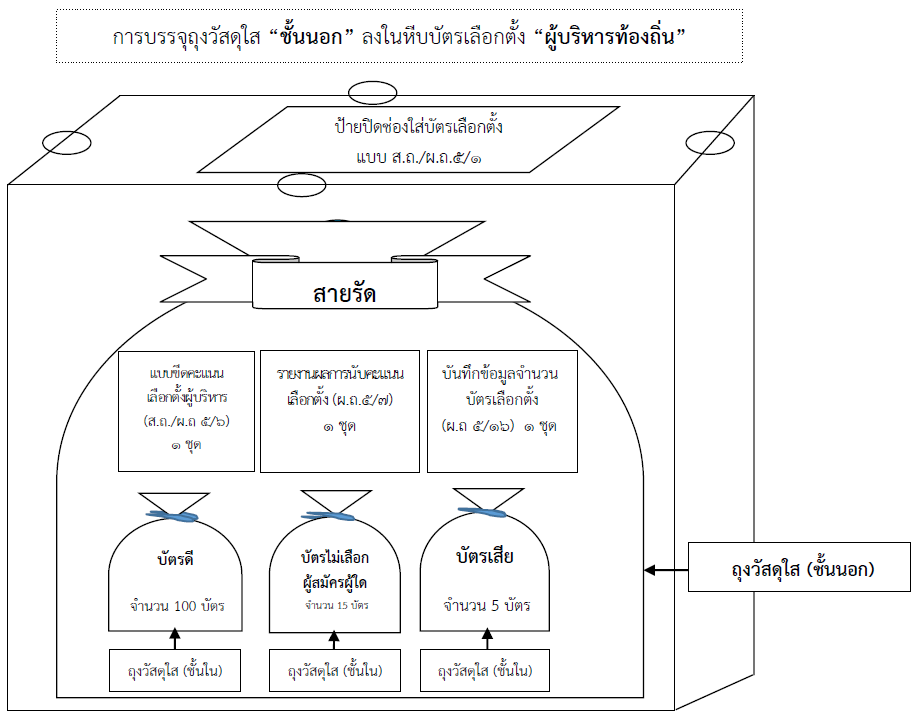 การบรรจุถุงวัสดุใส “ชั้นนอก” ลงในหีบบัตรเลือกตั้ง “ผู้บริหารท้องถิ่น”
ป้ายปิดช่องใส่บัตรเลือกตั้ง
แบบ ส.ถ./ผ.ถ.๕/๑
สายรัด
แบบขีดคะแนน
เลือกตั้งผู้บริหาร
(ส.ถ./ผ.ถ ๕/๖)
๑ ชุด
รายงานผลการนับคะแนน
เลือกตั้ง (ผ.ถ.๕/๗)
๑ ชุด
บันทึกข้อมูลจำนวน
บัตรเลือกตั้ง
(ผ.ถ ๕/๑๖) ๑ ชุด
บัตรดี
จำนวน 100 บัตร
บัตรไม่เลือก
ผู้สมัครผู้ใด
จำนวน 15 บัตร
บัตรเสีย
จำนวน 5 บัตร
ถุงวัสดุใส (ชั้นนอก)
ถุงวัสดุใส (ชั้นใน)
ถุงวัสดุใส (ชั้นใน)
ถุงวัสดุใส (ชั้นใน)